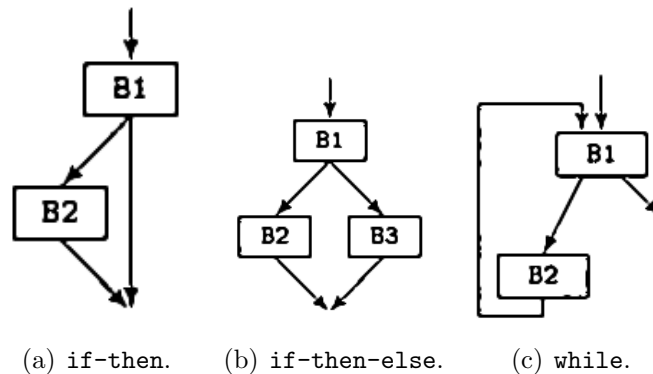 B1
B2
B1
B2
B3
B1
B2
(a) if-then.
(b) if-then-else.
(c) while.